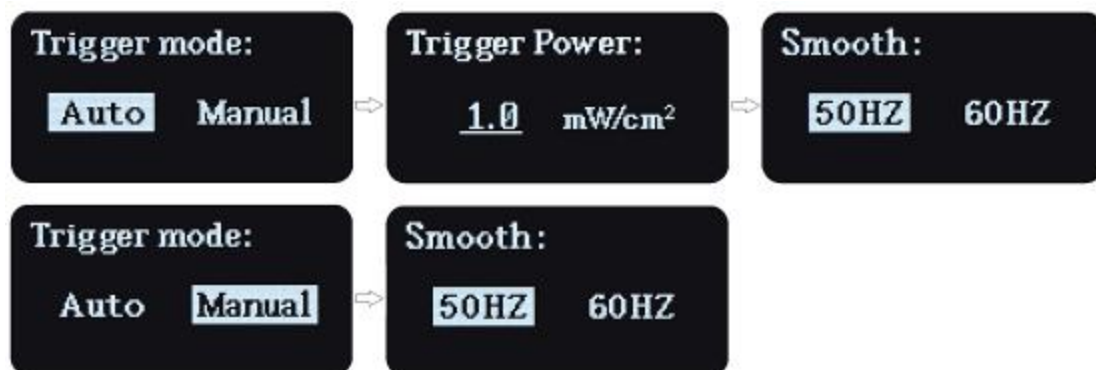 Trigger mode:
Auto Manual
Trigger Power:
1.0 mW/cm²
Smooth:
50HZ 60HZ
Trigger mode:
Auto Manual
Smooth:
50HZ 60HZ